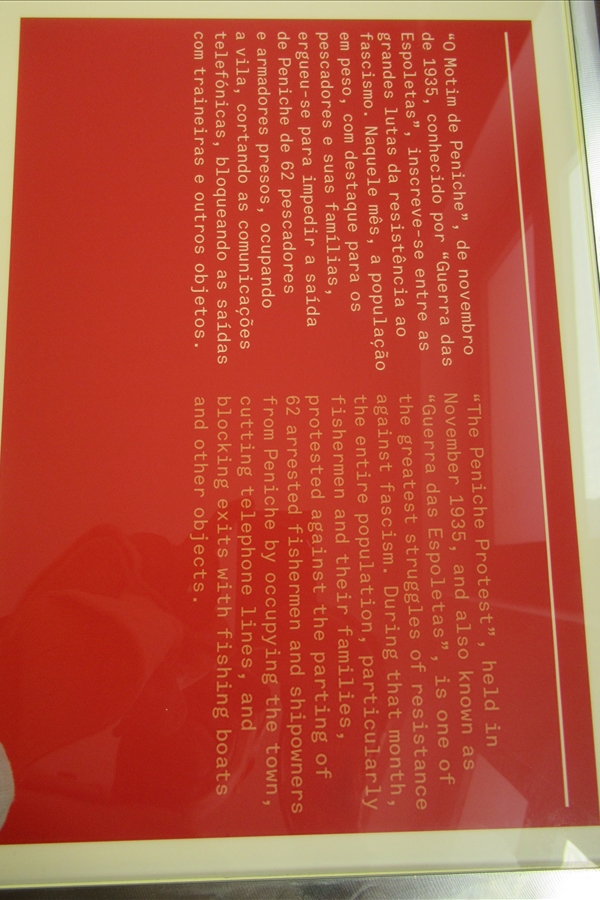 “O Motim de Peniche”, de novembro
de 1935, conhecido por “Guerra das
Espoletas”, inscreve-se entre as
grandes lutas da resistência ao
fascismo. Naquele mês, a população
em peso, com destaque para os
pescadores e suas famílias,
ergueu-se para impedir a saída
de Peniche de 62 pescadores
e armadores presos, ocupando
a vila, cortando as comunicações
telefónicas, bloqueando as saídas
com traineiras e outros objetos.
“The Peniche Protest”, held in
November 1935, and also known as
“Guerra das Espoletas”, is one of
the greatest struggles of resistance
against fascism. During that month,
the entire population, particularly
fishermen and their families,
protested against the parting of
62 arrested fishermen and shipowners
from Peniche by occupying the town,
cutting telephone lines, and
blocking exits with fishing boats
and other objects.